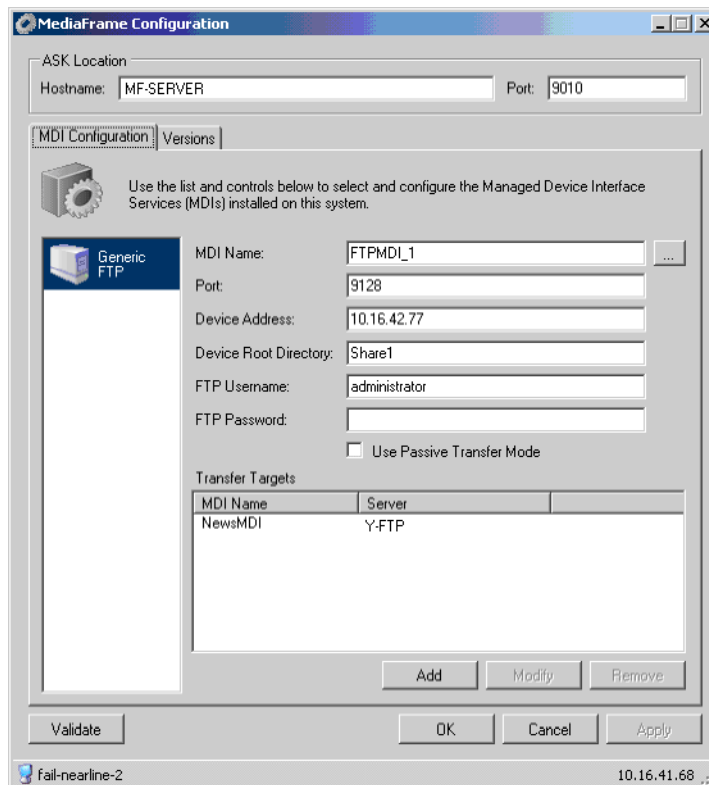 MediaFrame Configuration
ASK Location
Hostname: MF-SERVER Port: 9010
MDI Configuration Versions
Use the list and controls below to select and configure the Managed Device Interface
Services (MDIs) installed on this system.
Generic
FTP
MDI Name: FTPMDI_1 ...
Port: 9128
Device Address: 10.16.42.77
Device Root Directory: Share1
FTP Username: administrator
FTP Password:
Use Passive Transfer Mode
Transfer Targets
MDI Name Server
NewsMDI Y-FTP
Add Modify Remove
Validate OK Cancel Apply
fail-nearline-2 10.16.41.68